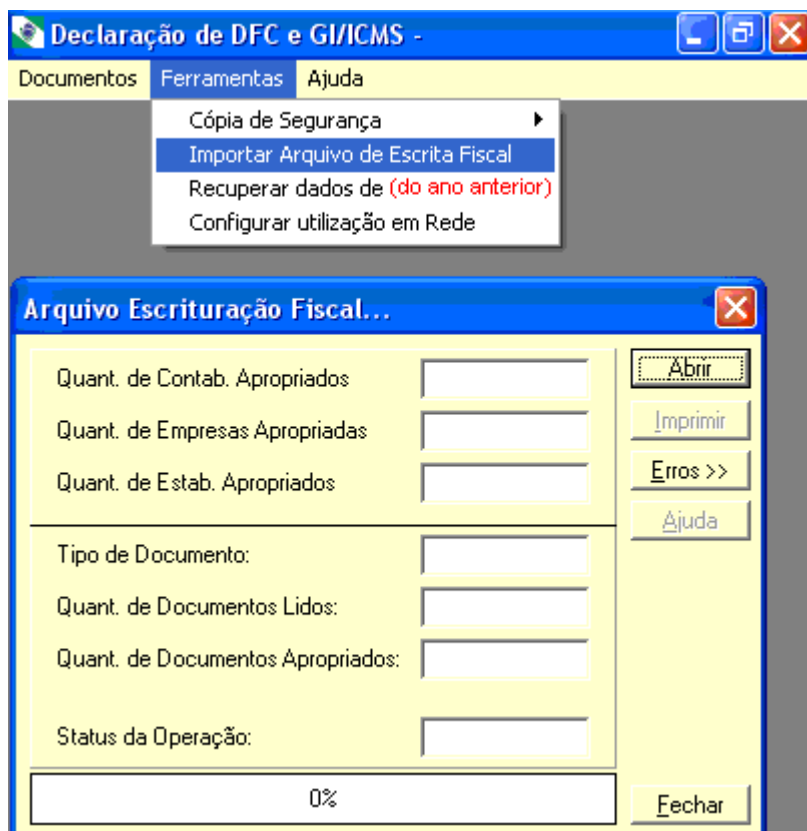 Declaração de DFC e GI/ICMS -
Documentos Ferramentas Ajuda
Cópia de Segurança
Importar Arquivo de Escrita Fiscal
Recuperar dados de (do ano anterior)
Configurar utilização em Rede
Arquivo Escrituração Fiscal...
Quant. de Contab. Apropriados
Abrir
Quant. de Empresas Apropriadas
Imprimir
Quant. de Estab. Apropriados
Erros >>
Ajuda
Tipo de Documento:
Quant. de Documentos Lidos:
Quant. de Documentos Apropriados:
Status da Operação:
0%
Fechar